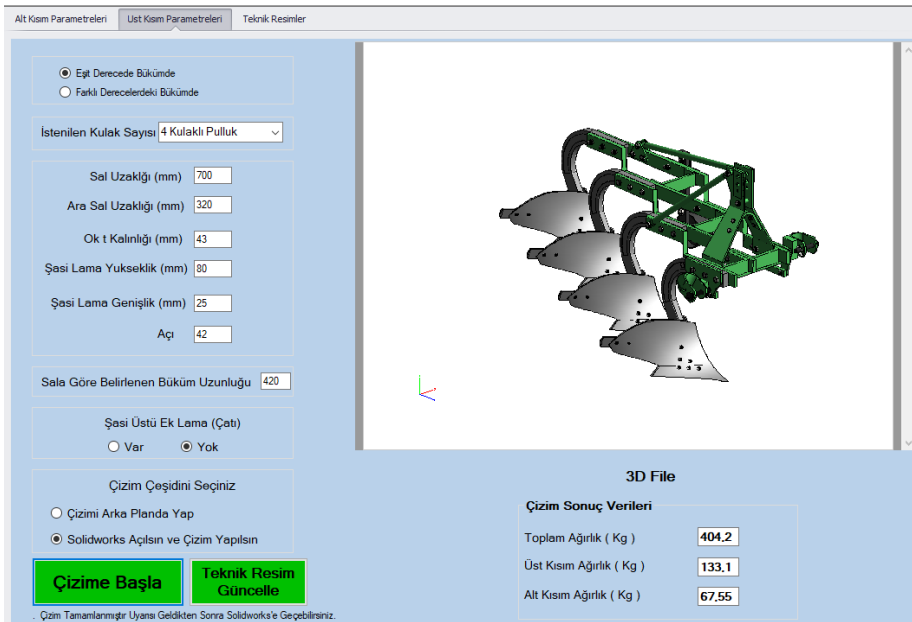 Alt Kısım Parametreleri Ust Kısım Parametreleri Teknik Resimler
Eşit Derecede Bükümde
Farklı Derecelerdeki Bükümde
İstenilen Kulak Sayısı 4 Kulaklı Pulluk
Sal Uzaklğı (mm) 700
Ara Sal Uzaklığı (mm) 320
Ok t Kalınlığı (mm) 43
Şasi Lama Yukseklik (mm) 80
Şasi Lama Genişlik (mm) 25
Açı 42
Sala Göre Belirlenen Büküm Uzunluğu 420
Şasi Üstü Ek Lama (Çatı)
Var Yok
Çizim Çeşidini Seçiniz
Çizimi Arka Planda Yap
Solidworks Açılsın ve Çizim Yapılsın
Çizime Başla
Teknik Resim
Güncelle
. Çizim Tamamlanmıştır Uyarısı Geldikten Sonra Solidworks'e Geçebilirsiniz.
3D File
Çizim Sonuç Verileri
Toplam Ağırlık ( Kg ) 404,2
Üst Kısım Ağırlık ( Kg ) 133,1
Alt Kısım Ağırlık ( Kg ) 67,55